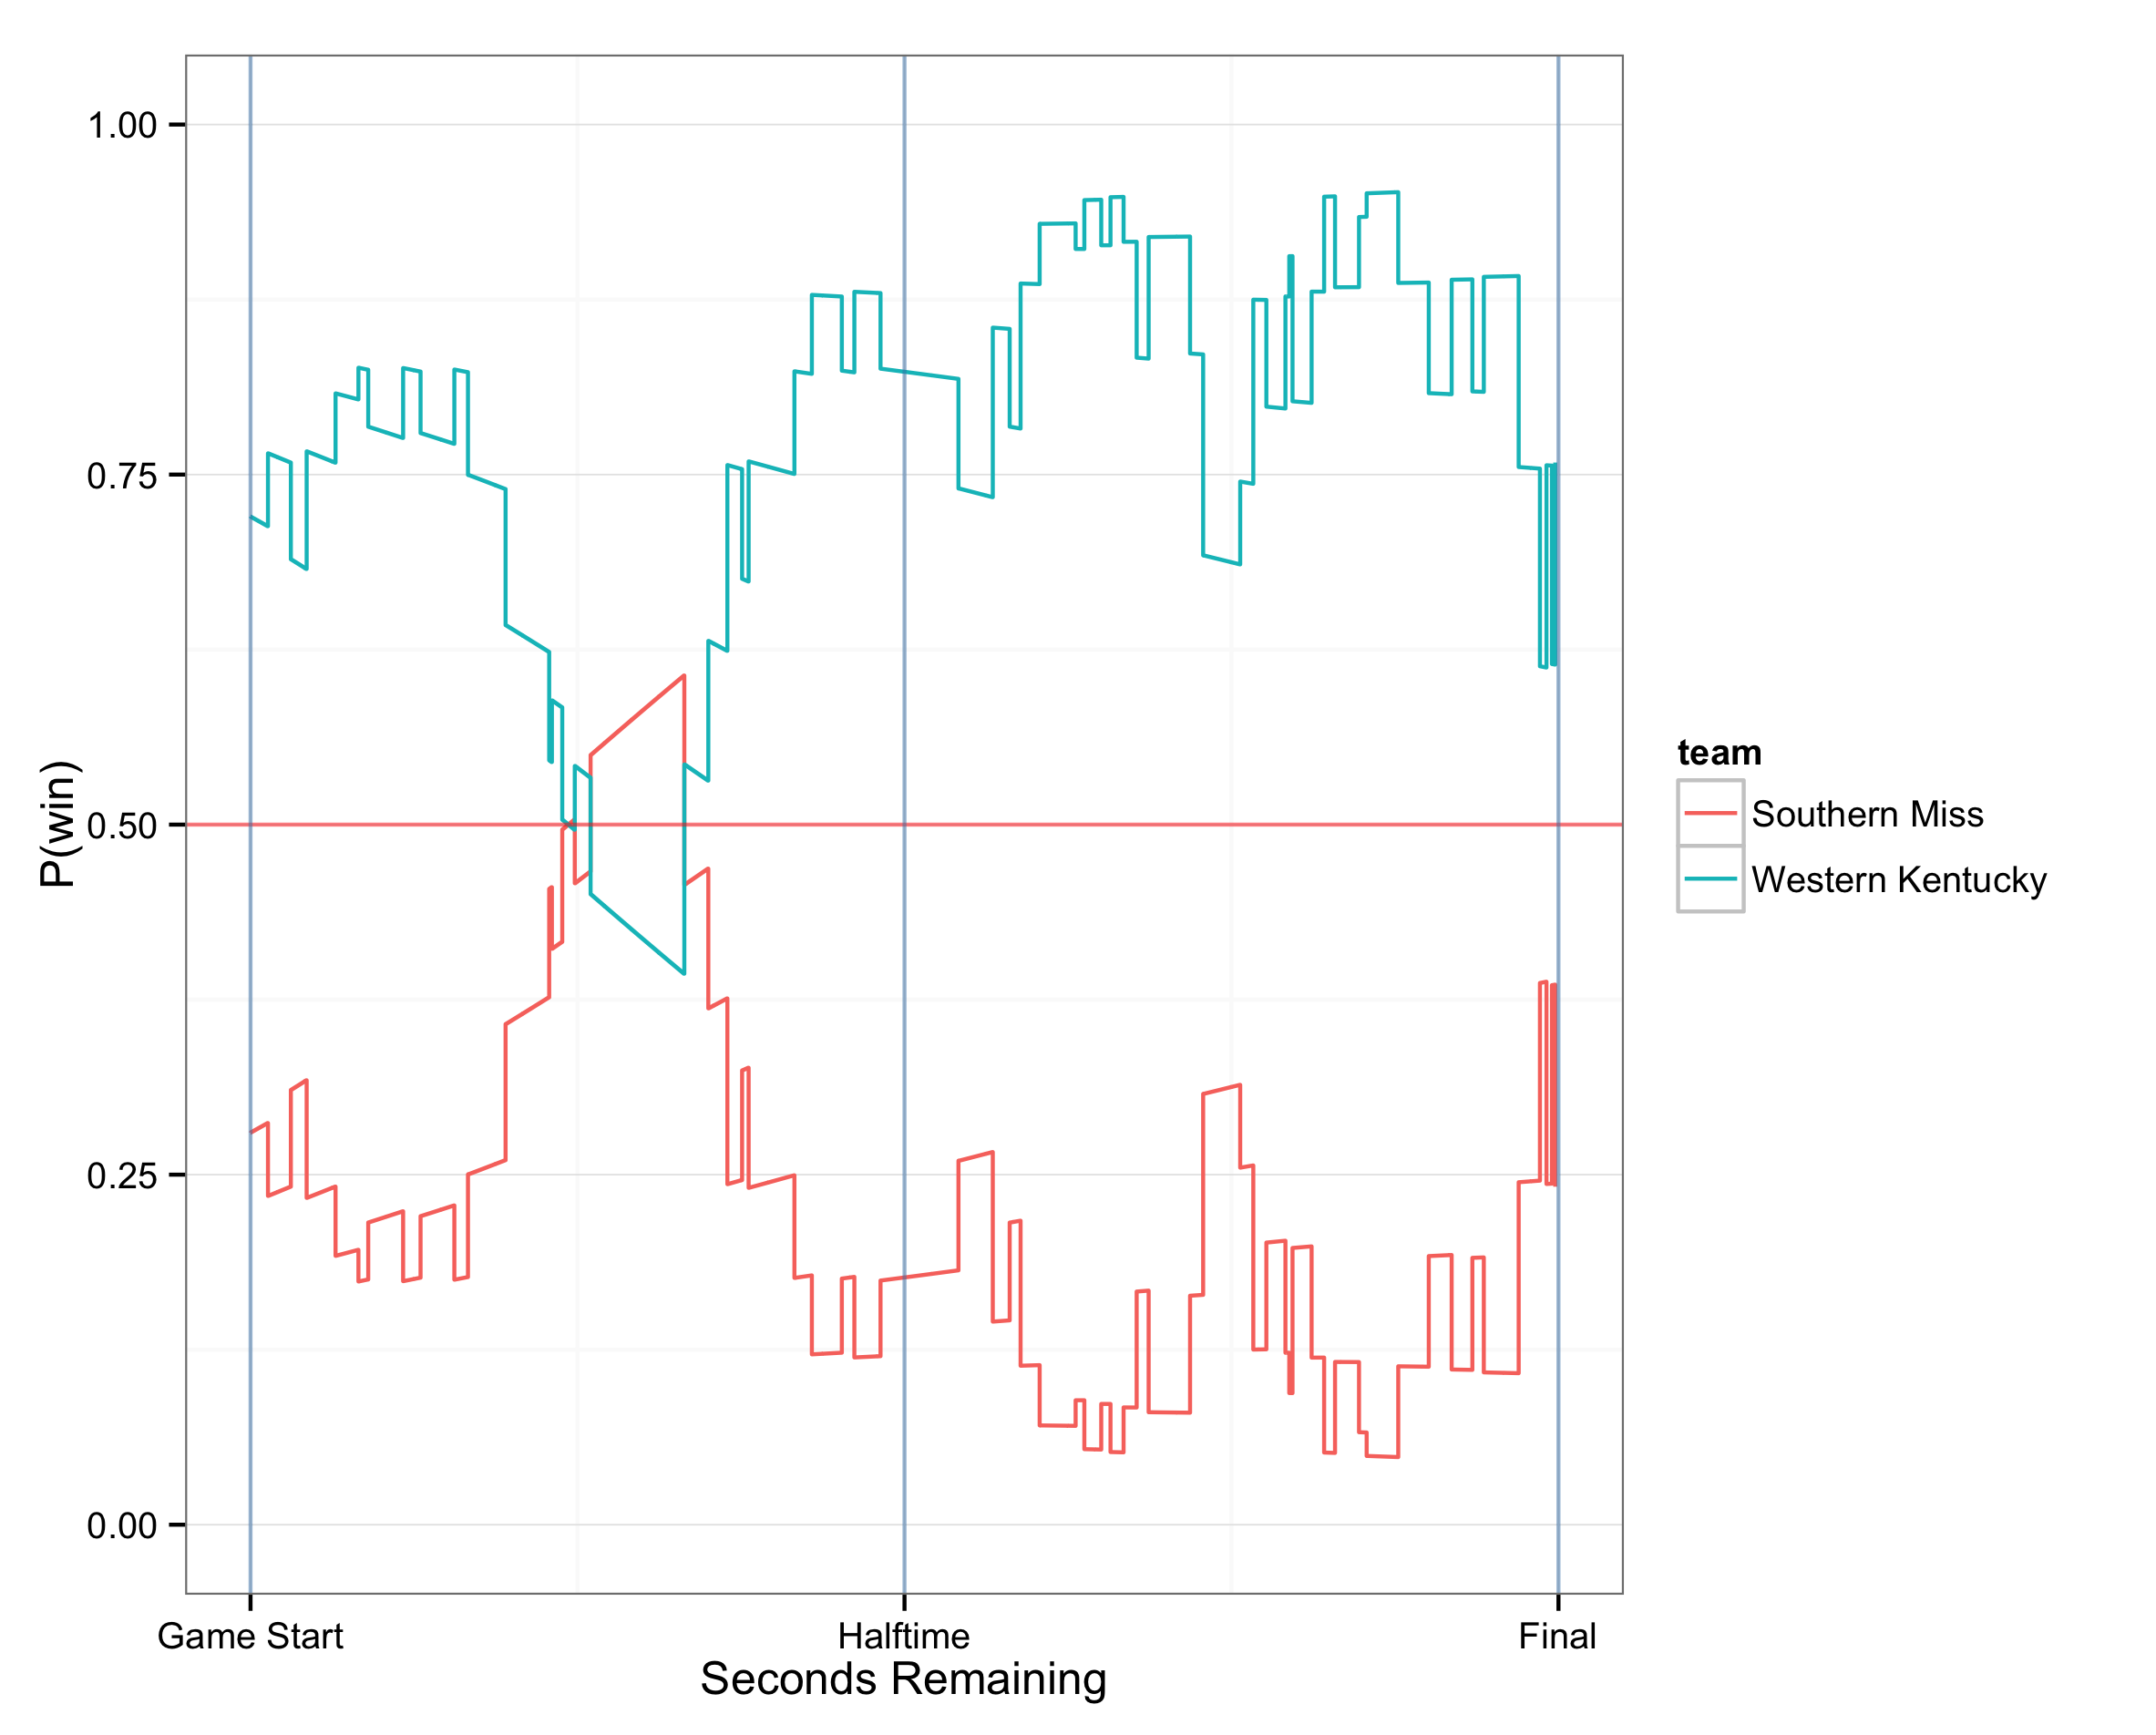 P(win)
1.00
0.75
0.50
0.25
0.00
Game Start
Halftime
Final
Seconds Remaining
team
Southern Miss
Western Kentucky